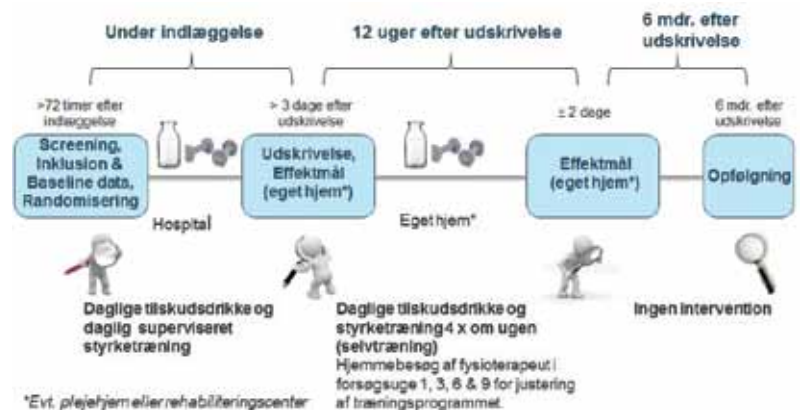 Under indlæggelse
12 uger efter udskrivelse
6 mdr. efter
udskrivelse
>72 timer efter
indlæggelse
> 3 dage efter
udskrivelse
± 2 dage
6 mdr. efter
udskrivelse
Screening,
Inklusion &
Baseline data,
Randomisering
Udskrivelse,
Effektmål
(eget hjem*)
Effektmål
(eget hjem*)
Opfølgning
Hospital
Eget hjem*
Daglige tilskudsdrikke og
daglig superviseret
styrketræning
Daglige tilskudsdrikke og
styrketræning 4 x om ugen
(selvtræning)
Hjemmebesøg af fysioterapeut i
forsøgsuge 1, 3, 6 & 9 for justering
af træningsprogrammet.
Ingen intervention
*Evt. plejehjem eller rehabiliteringscenter